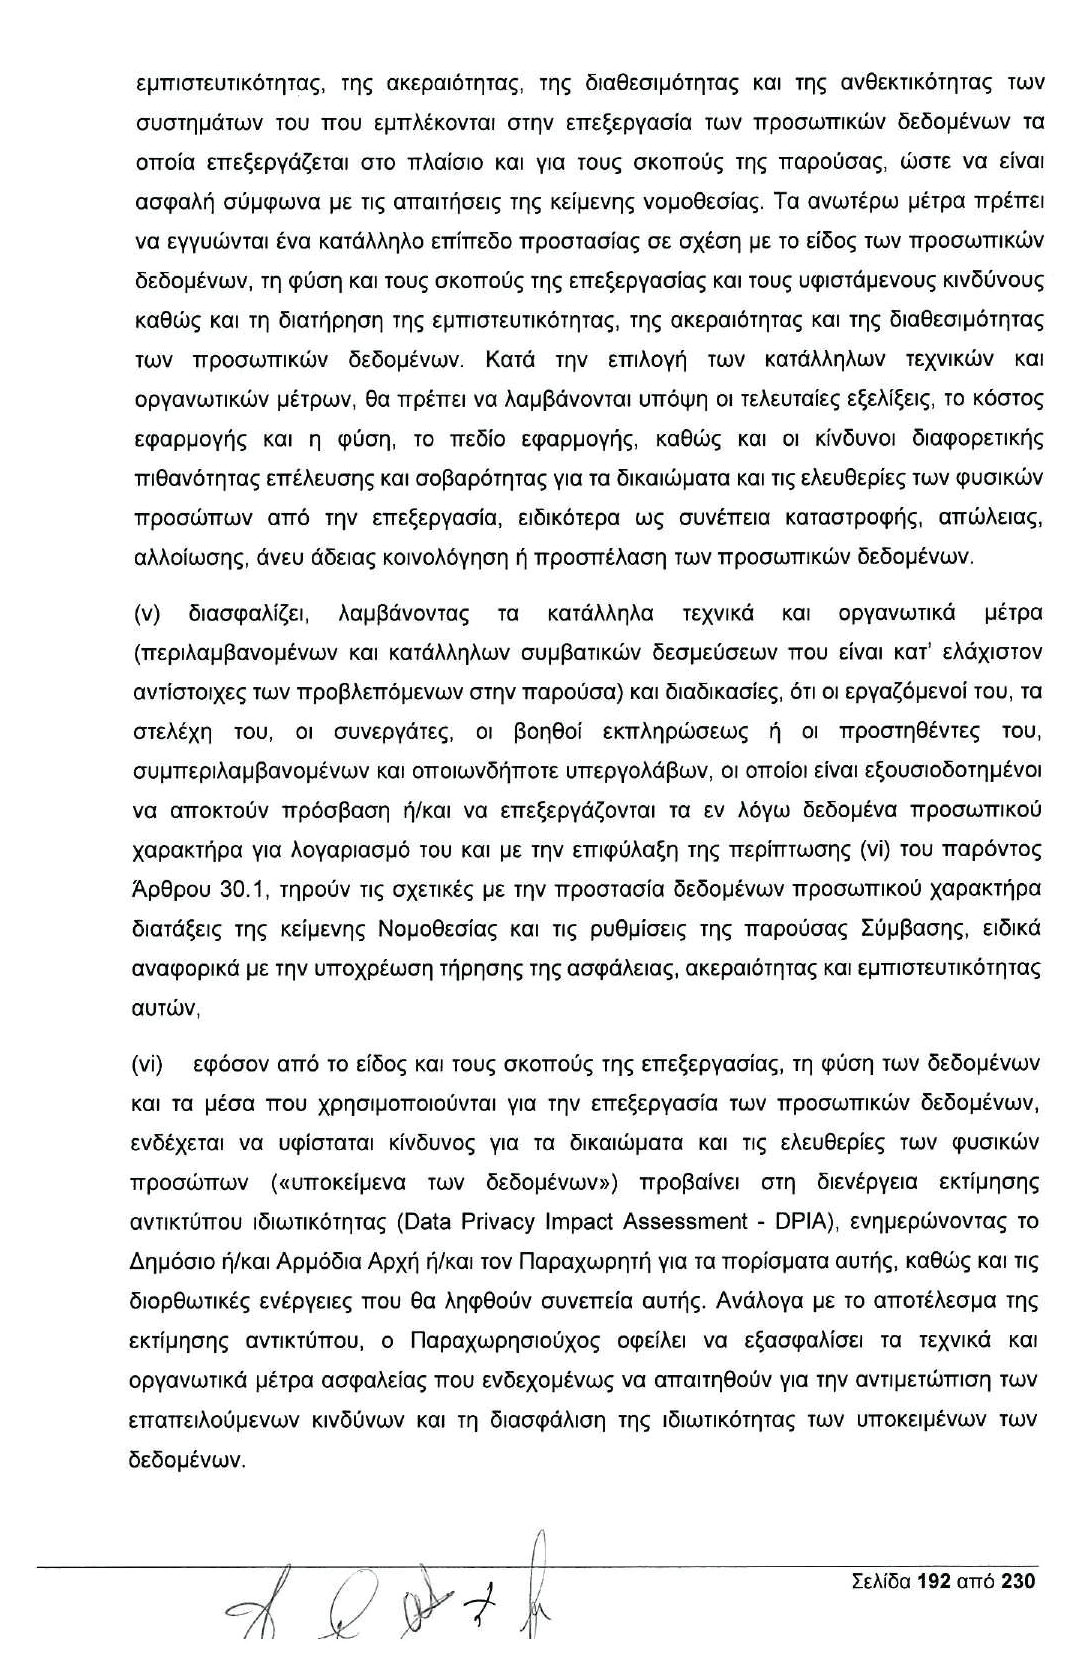 εμπιστευτικότητας, της ακεραιότητας, της διαθεσιμότητας και της ανθεκτικότητας των
συστημάτων του που εμπλέκονται στην επεξεργασία των προσωπικών δεδομένων τα
οποία επεξεργάζεται στο πλαίσιο και για τους σκοπούς της παρούσας, ώστε να είναι
ασφαλή σύμφωνα με τις απαιτήσεις της κείμενης νομοθεσίας. Τα ανωτέρω μέτρα πρέπει
να εγγυώνται ένα κατάλληλο επίπεδο προστασίας σε σχέση με το είδος των προσωπικών
δεδομένων, τη φύση και τους σκοπούς της επεξεργασίας και τους υφιστάμενους κινδύνους
καθώς και τη διατήρηση της εμπιστευτικότητας, της ακεραιότητας και της διαθεσιμότητας
των προσωπικών δεδομένων. Κατά την επιλογή των κατάλληλων τεχνικών και
οργανωτικών μέτρων, θα πρέπει να λαμβάνονται υπόψη οι τελευταίες εξελίξεις, το κόστος
εφαρμογής και η φύση, το πεδίο εφαρμογής, καθώς και οι κίνδυνοι διαφορετικής
πιθανότητας επέλευσης και σοβαρότητας για τα δικαιώματα και τις ελευθερίες των φυσικών
προσώπων από την επεξεργασία, ειδικότερα ως συνέπεια καταστροφής, απώλειας,
αλλοίωσης, άνευ άδειας κοινολόγηση ή προσπέλαση των προσωπικών δεδομένων.
(v) διασφαλίζει, λαμβάνοντας τα κατάλληλα τεχνικά και οργανωτικά μέτρα
(περιλαμβανομένων και κατάλληλων συμβατικών δεσμεύσεων που είναι κατ' ελάχιστον
αντίστοιχες των προβλεπόμενων στην παρούσα) και διαδικασίες, ότι οι εργαζόμενοί του, τα
στελέχη του, οι συνεργάτες, οι βοηθοί εκπληρώσεως ή οι προστηθέντες του,
συμπεριλαμβανομένων και οποιωνδήποτε υπεργολάβων, οι οποίοι είναι εξουσιοδοτημένοι
να αποκτούν πρόσβαση ή/και να επεξεργάζονται τα εν λόγω δεδομένα προσωπικού
χαρακτήρα για λογαριασμό του και με την επιφύλαξη της περίπτωσης (vi) του παρόντος
Άρθρου 30.1, τηρούν τις σχετικές με την προστασία δεδομένων προσωπικού χαρακτήρα
διατάξεις της κείμενης Νομοθεσίας και τις ρυθμίσεις της παρούσας Σύμβασης, ειδικά
αναφορικά με την υποχρέωση τήρησης της ασφάλειας, ακεραιότητας και εμπιστευτικότητας
αυτών,
(vi) εφόσον από το είδος και τους σκοπούς της επεξεργασίας, τη φύση των δεδομένων
και τα μέσα που χρησιμοποιούνται για την επεξεργασία των προσωπικών δεδομένων,
ενδέχεται να υφίσταται κίνδυνος για τα δικαιώματα και τις ελευθερίες των φυσικών
προσώπων («υποκείμενα των δεδομένων») προβαίνει στη διενέργεια εκτίμησης
αντικτύπου ιδιωτικότητας (Data Privacy Impact Assessment - DPIA), ενημερώνοντας το
Δημόσιο ή/και Αρμόδια Αρχή ή/και τον Παραχωρητή για τα πορίσματα αυτής, καθώς και τις
διορθωτικές ενέργειες που θα ληφθούν συνεπεία αυτής. Ανάλογα με το αποτέλεσμα της
εκτίμησης αντικτύπου, ο Παραχωρησιούχος οφείλει να εξασφαλίσει τα τεχνικά και
οργανωτικά μέτρα ασφαλείας που ενδεχομένως να απαιτηθούν για την αντιμετώπιση των
επαπειλούμενων κινδύνων και τη διασφάλιση της ιδιωτικότητας των υποκειμένων των
δεδομένων.
Σελίδα 192 από 230